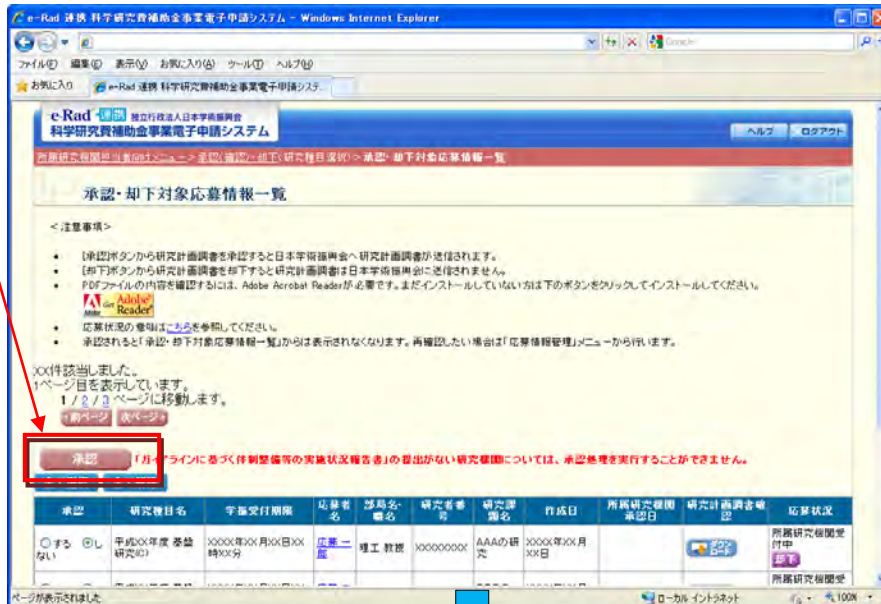 e-Rad 連携 科学研究費補助金事業電子申請システム - Windows Internet Explorer
ファイル(F) 編集(E) 表示(V) お気に入り(A) ツール(T) ヘルプ(H)
お気に入り e-Rad 連携 科学研究費補助金事業電子申請システ...
e-Rad 連携 独立行政法人日本学術振興会
科学研究費補助金事業電子申請システム
ヘルプ ログアウト
所属研究機関担当者向けメニュー > 承認(確認)・却下(研究種目選択) > 承認・却下対象応募情報一覧
承認・却下対象応募情報一覧
<注意事項>
• [承認]ボタンから研究計画調書を承認すると日本学術振興会へ研究計画調書が送信されます。
• [却下]ボタンから研究計画調書を却下すると研究計画調書は日本学術振興会に送信されません。
• PDFファイルの内容を確認するには、Adobe Acrobat Readerが必要です。まだインストールしていない方は下のボタンをクリックしてインストールしてください。
Get Adobe Reader
• 応募状況の意味はこちらを参照してください。
• 承認されると「承認・却下対象応募情報一覧」からは表示されなくなります。再確認したい場合は「応募情報管理」メニューから行います。
XX件該当しました。
1ページ目を表示しています。
1 / 2 / 3 ページに移動します。
前ページ 次ページ
承認 「ガイドラインに基づく体制整備等の実施状況報告書」の提出がない研究機関については、承認処理を実行することができません。
承認 研究種目名 学振受付期限 応募者名 部局名・職名 研究者番号 研究課題名 作成日 所属研究機関承認日 研究計画調書確認 応募状況
○する ◉しない 平成XX年度 基盤研究(C) XXXX年XX月XX日XX時XX分 応募 一郎 理工 教授 XXXXXXXX AAAの研究 XXXX年XX月XX日 ダウンロード 所属研究機関受付中 却下
所属研究機関受
ページが表示されました ローカル イントラネット 100%